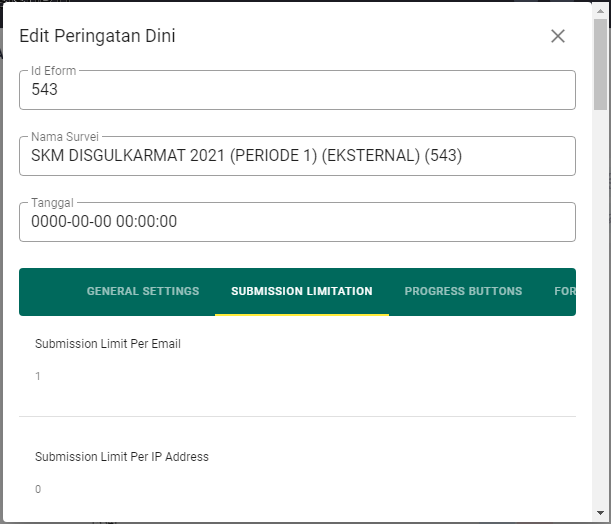 Edit Peringatan Dini
Id Eform
543
Nama Survei
SKM DISGULKARMAT 2021 (PERIODE 1) (EKSTERNAL) (543)
Tanggal
0000-00-00 00:00:00
GENERAL SETTINGS SUBMISSION LIMITATION PROGRESS BUTTONS FOR
Submission Limit Per Email
1
Submission Limit Per IP Address
0